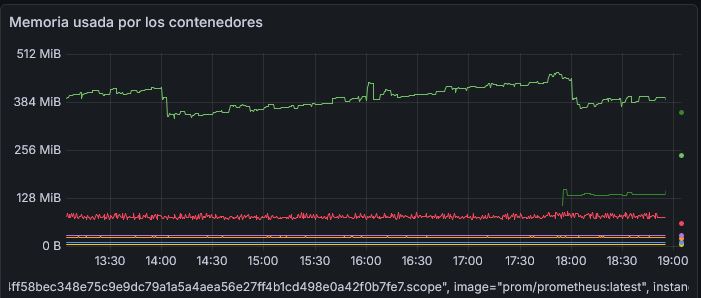 Memoria usada por los contenedores
512 MiB
384 MiB
256 MiB
128 MiB
0 B
13:30 14:00 14:30 15:00 15:30 16:00 16:30 17:00 17:30 18:00 18:30 19:00
lff58bec348e75c9e9dc79a1a5a4aea56e27ff4b1cd498e0a42f0b7fe7.scope", image="prom/prometheus:latest", instan